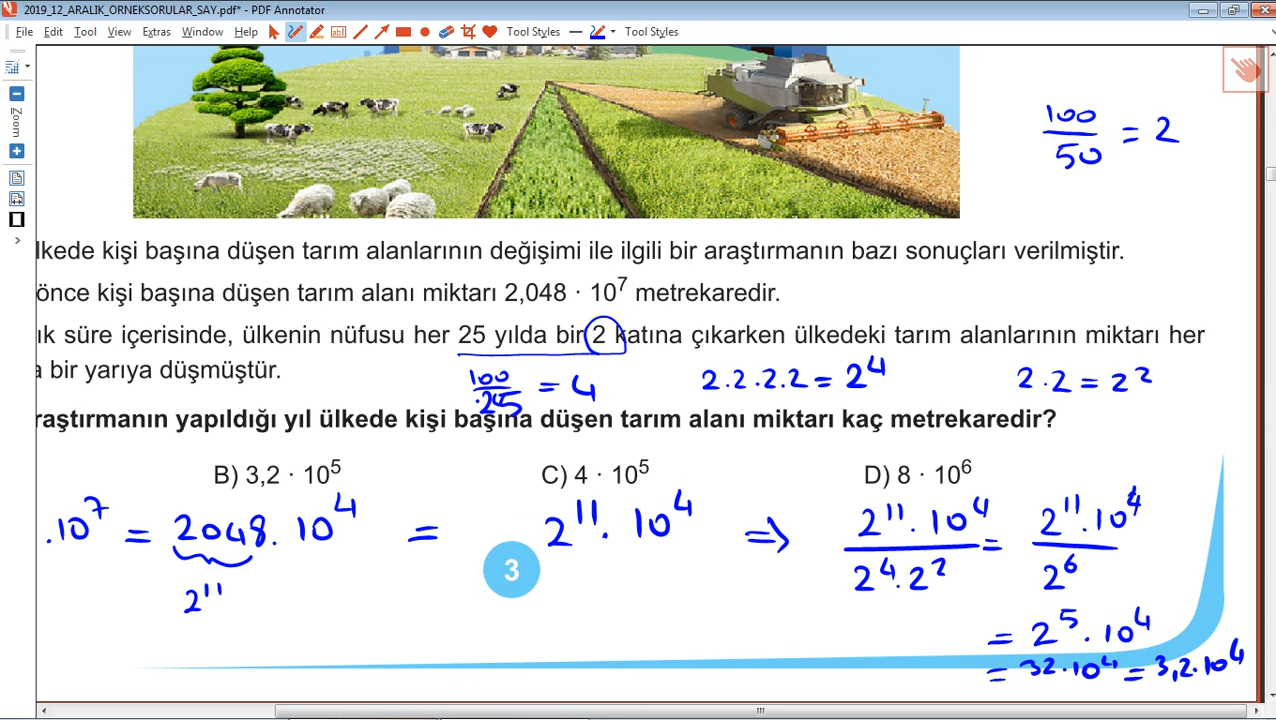 2019_12_ARALIK_ORNEKSORULAR_SAY.pdf* - PDF Annotator
File Edit Tool View Extras Window Help Tool Styles Tool Styles
Zoom
100/50 = 2
lkede kişi başına düşen tarım alanlarının değişimi ile ilgili bir araştırmanın bazı sonuçları verilmiştir.
önce kişi başına düşen tarım alanı miktarı 2,048 · 10⁷ metrekaredir.
ık süre içerisinde, ülkenin nüfusu her 25 yılda bir 2 katına çıkarken ülkedeki tarım alanlarının miktarı her
a bir yarıya düşmüştür.
100/25 = 4 2.2.2.2 = 2⁴ 2.2 = 2²
raştırmanın yapıldığı yıl ülkede kişi başına düşen tarım alanı miktarı kaç metrekaredir?
B) 3,2 · 10⁵ C) 4 · 10⁵ D) 8 · 10⁶
.10⁷ = 2048.10⁴ = 2¹¹.10⁴ => 2¹¹.10⁴/2⁴.2² = 2¹¹.10⁴/2⁶
2¹¹
3
= 2⁵.10⁴
= 32.10⁴ = 3,2.10⁴